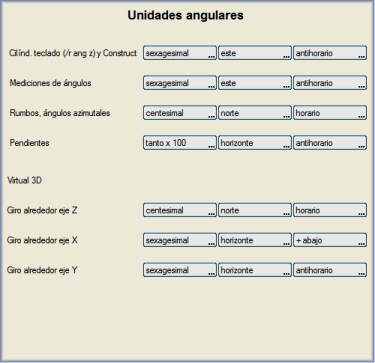 Unidades angulares
Cilínd. teclado (/r ang z) y Construct sexagesimal ... este ... antihorario ...
Mediciones de ángulos sexagesimal ... este ... antihorario ...
Rumbos, ángulos azimutales centesimal ... norte ... horario ...
Pendientes tanto x 100 ... horizonte ... antihorario ...
Virtual 3D
Giro alrededor eje Z centesimal ... norte ... horario ...
Giro alrededor eje X sexagesimal ... horizonte ... + abajo ...
Giro alrededor eje Y sexagesimal ... horizonte ... antihorario ...